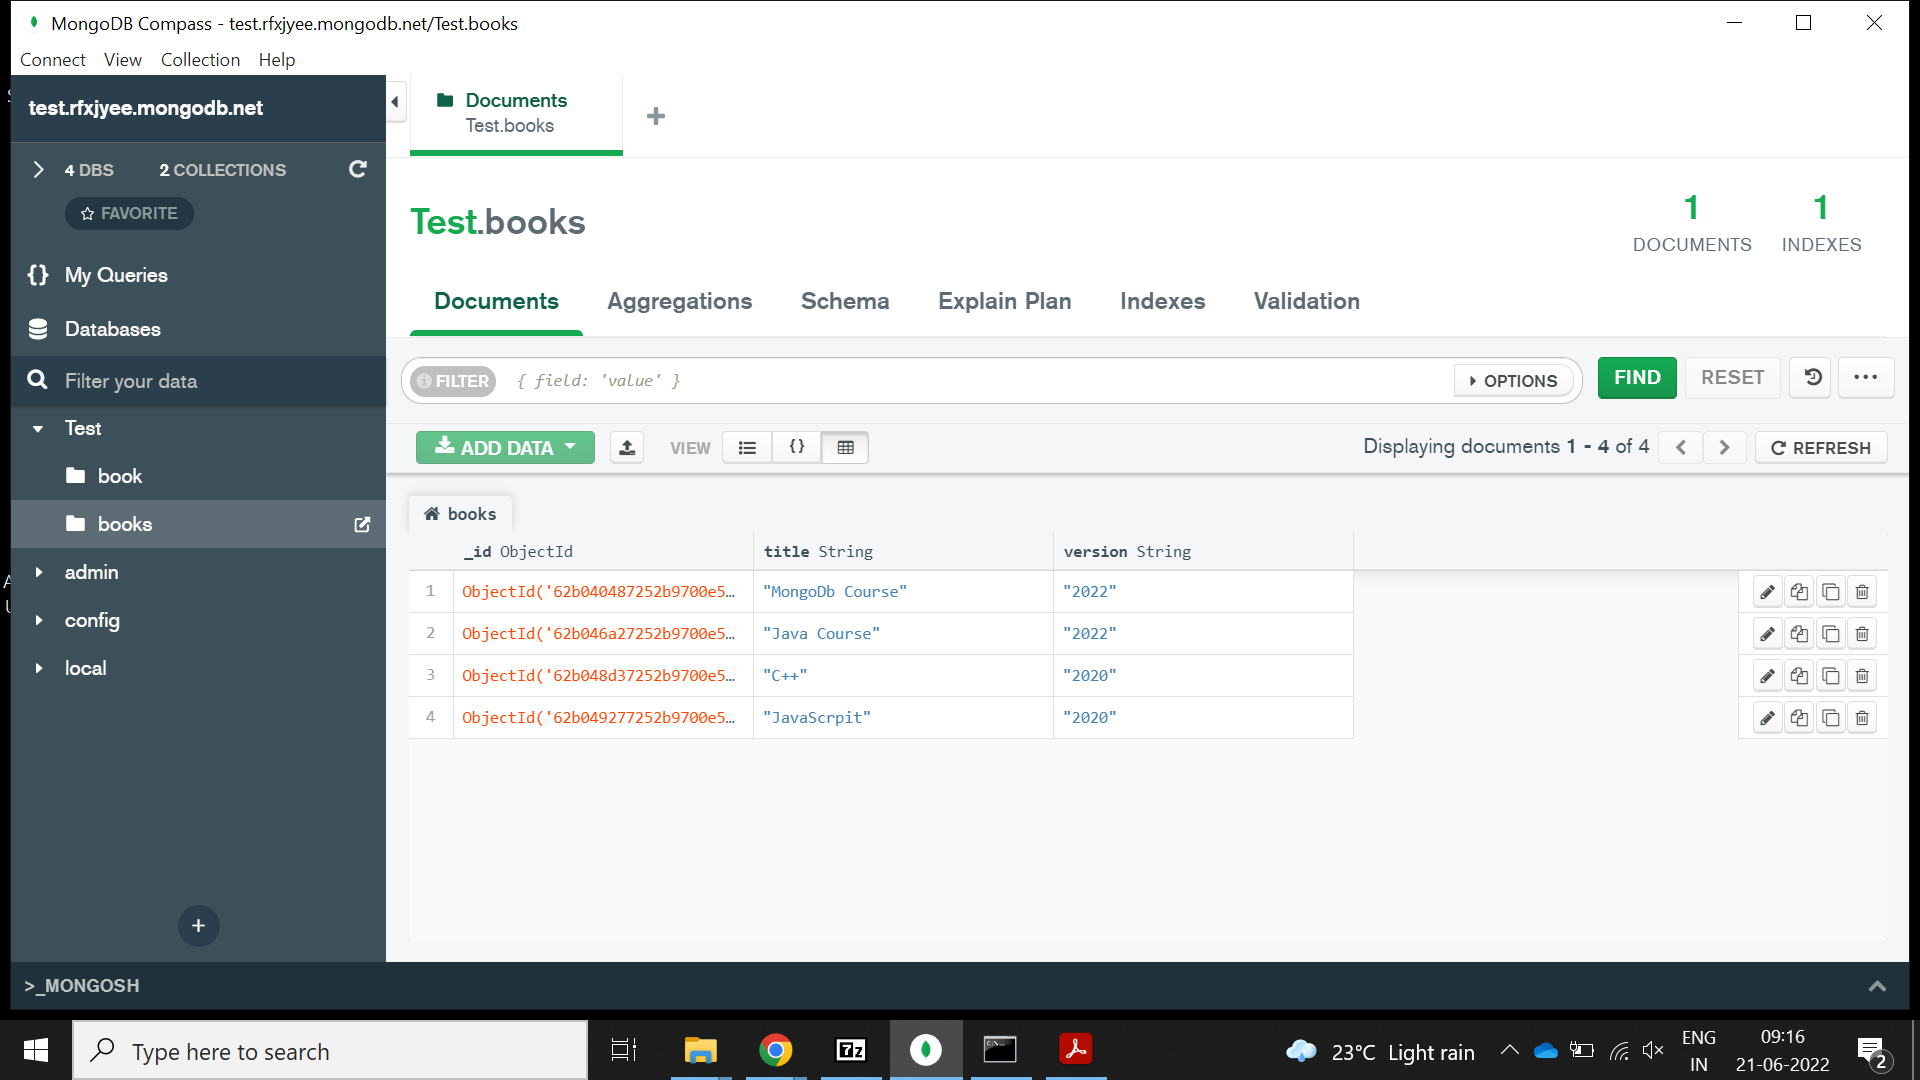 MongoDB Compass - test.rfxjyee.mongodb.net/Test.books
Connect View Collection Help
test.rfxjyee.mongodb.net
4 DBS 2 COLLECTIONS
FAVORITE
{} My Queries
Databases
Filter your data
Test
book
books
admin
config
local
+
Documents
Test.books
+
Test.books
1
DOCUMENTS
1
INDEXES
Documents Aggregations Schema Explain Plan Indexes Validation
FILTER { field: 'value' } OPTIONS FIND RESET ...
ADD DATA VIEW {} Displaying documents 1 - 4 of 4 < > REFRESH
books
_id ObjectId title String version String
1 ObjectId('62b040487252b9700e5… "MongoDb Course" "2022"
2 ObjectId('62b046a27252b9700e5… "Java Course" "2022"
3 ObjectId('62b048d37252b9700e5… "C++" "2020"
4 ObjectId('62b049277252b9700e5… "JavaScrpit" "2020"
>_MONGOSH
Type here to search
7z
23°C Light rain
ENG
IN
09:16
21-06-2022
2